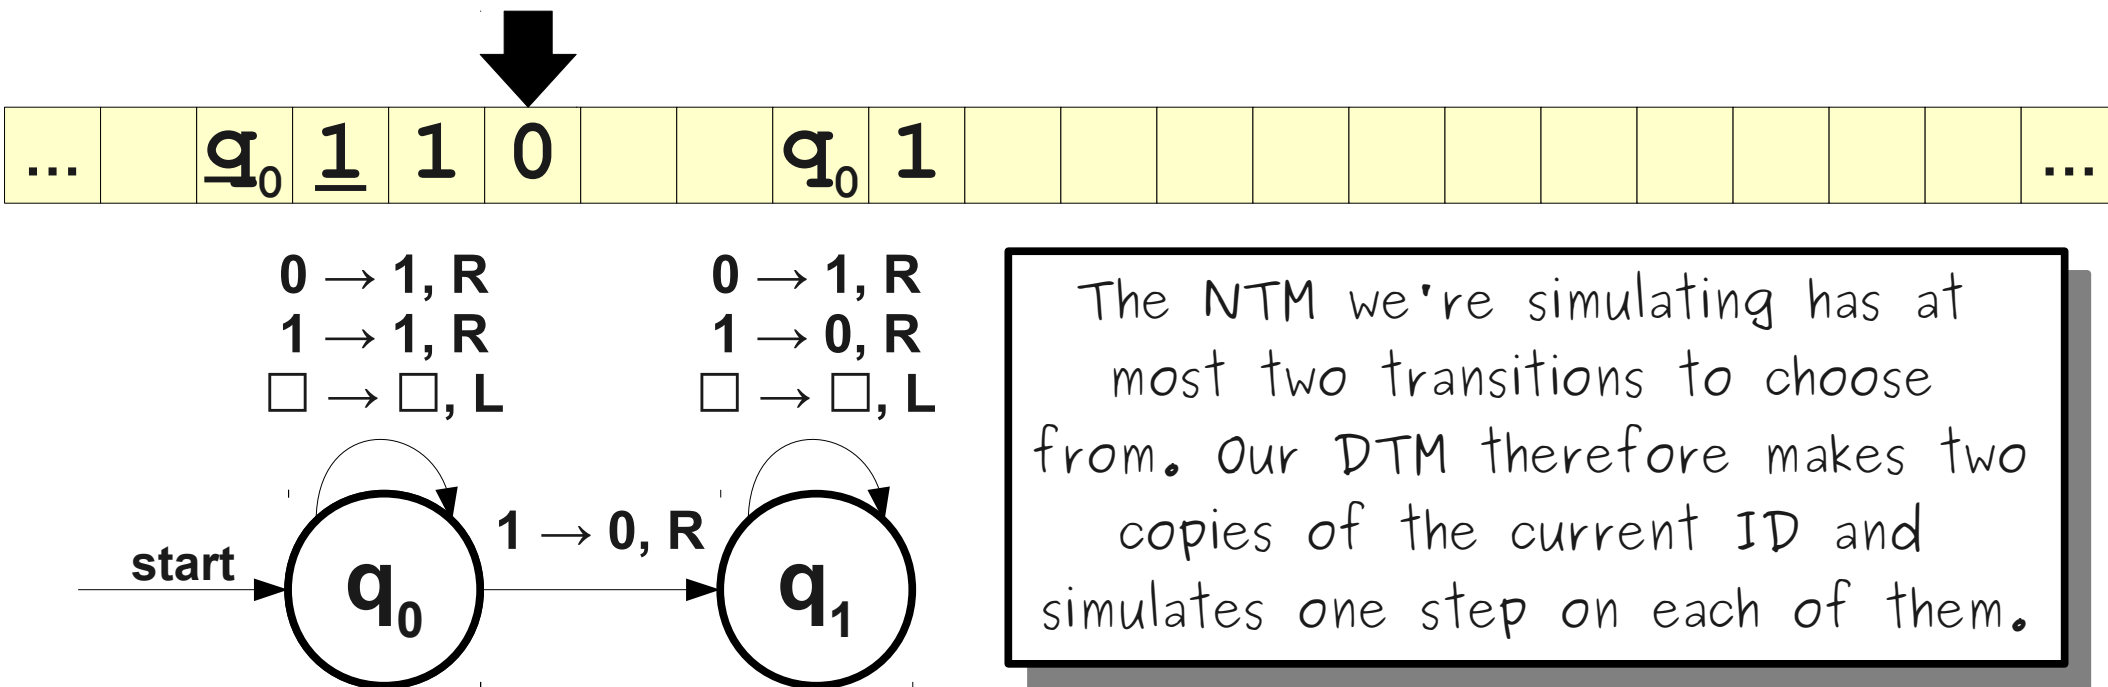 ... q₀ 1 1 0 q₀ 1 ...
0 → 1, R
1 → 1, R
□ → □, L
0 → 1, R
1 → 0, R
□ → □, L
start
q₀
1 → 0, R
q₁
The NTM we're simulating has at
most two transitions to choose
from. Our DTM therefore makes two
copies of the current ID and
simulates one step on each of them.